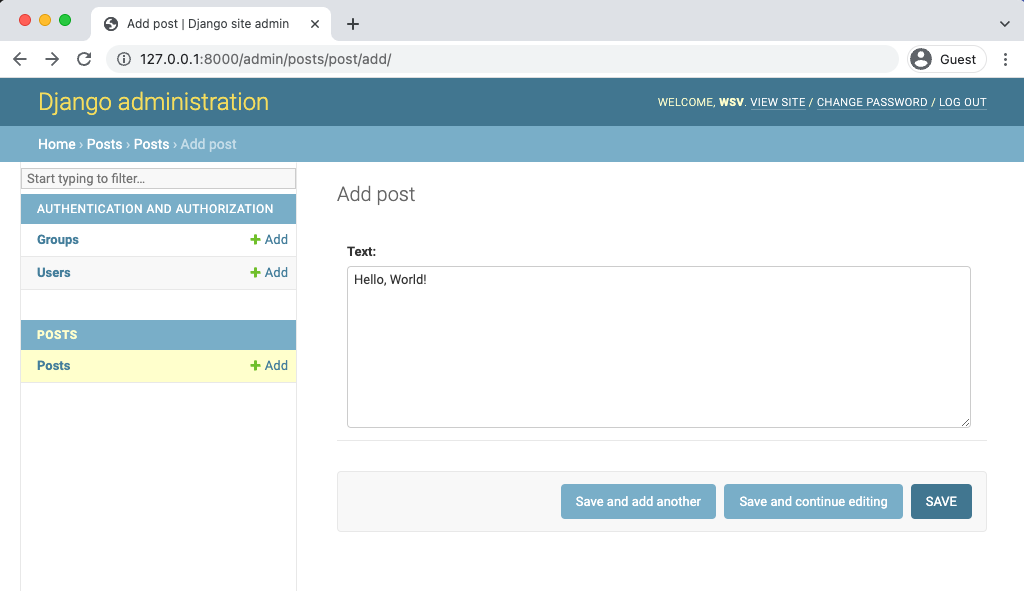 Add post | Django site admin
127.0.0.1:8000/admin/posts/post/add/
Guest
Django administration
WELCOME, WSV. VIEW SITE / CHANGE PASSWORD / LOG OUT
Home › Posts › Posts › Add post
Start typing to filter...
AUTHENTICATION AND AUTHORIZATION
Groups Add
Users Add
POSTS
Posts Add
Add post
Text:
Hello, World!
Save and add another Save and continue editing SAVE